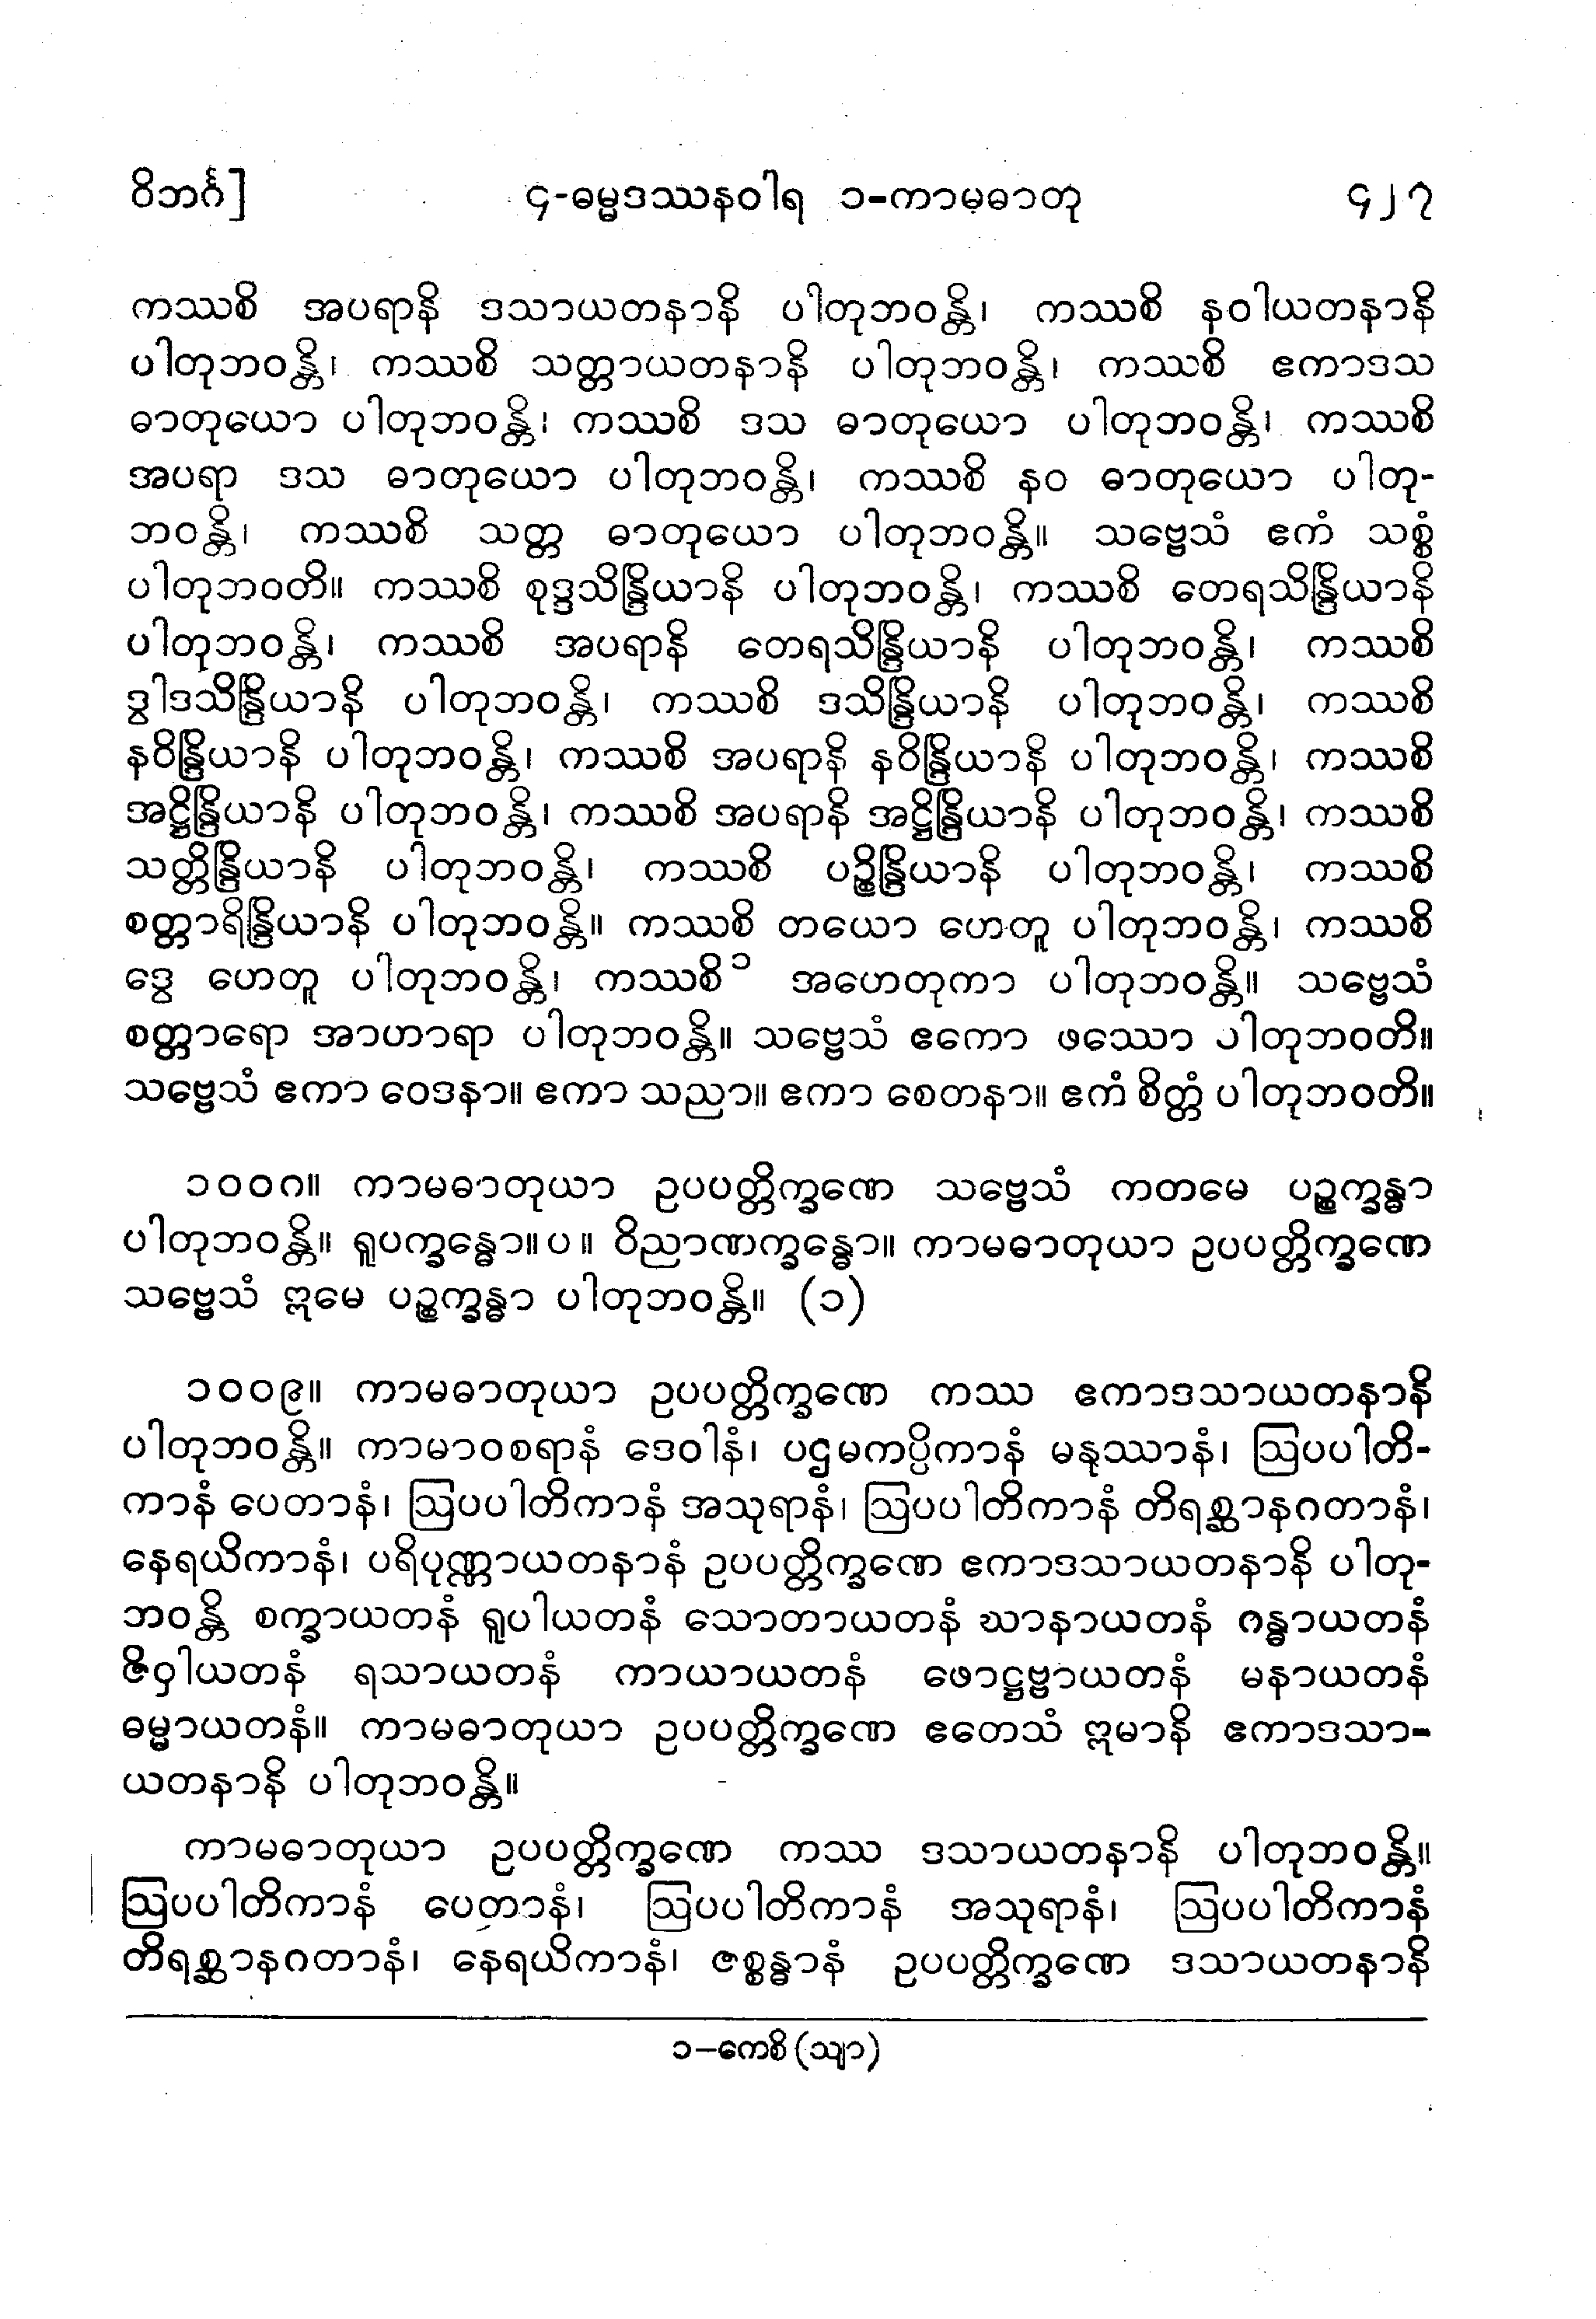 ဝိဘင်္ဂ]
၄-ဓမ္မဒဿနဝါရ ၁-ကာမဓာတု
၄၂၇
ကဿစိ အပရာနိ ဒသာယတနာနိ ပါတုဘဝန္တိ၊ ကဿစိ နဝါယတနာနိ
ပါတုဘဝန္တိ၊ ကဿစိ သတ္တာယတနာနိ ပါတုဘဝန္တိ၊ ကဿစိ ဧကာဒသ
ဓာတုယော ပါတုဘဝန္တိ၊ ကဿစိ ဒသ ဓာတုယော ပါတုဘဝန္တိ၊ ကဿစိ
အပရာ ဒသ ဓာတုယော ပါတုဘဝန္တိ၊ ကဿစိ နဝ ဓာတုယော ပါတု-
ဘဝန္တိ၊ ကဿစိ သတ္တ ဓာတုယော ပါတုဘဝန္တိ။ သဗ္ဗေသံ ဧကံ သစ္စံ
ပါတုဘဝတိ။ ကဿစိ စုဒ္ဒသိန္ဒြိယာနိ ပါတုဘဝန္တိ၊ ကဿစိ တေရသိန္ဒြိယာနိ
ပါတုဘဝန္တိ၊ ကဿစိ အပရာနိ တေရသိန္ဒြိယာနိ ပါတုဘဝန္တိ၊ ကဿစိ
ဒွါဒသိန္ဒြိယာနိ ပါတုဘဝန္တိ၊ ကဿစိ ဒသိန္ဒြိယာနိ ပါတုဘဝန္တိ၊ ကဿစိ
နဝိန္ဒြိယာနိ ပါတုဘဝန္တိ၊ ကဿစိ အပရာနိ နဝိန္ဒြိယာနိ ပါတုဘဝန္တိ၊ ကဿစိ
အဋ္ဌိန္ဒြိယာနိ ပါတုဘဝန္တိ၊ ကဿစိ အပရာနိ အဋ္ဌိန္ဒြိယာနိ ပါတုဘဝန္တိ၊ ကဿစိ
သတ္တိန္ဒြိယာနိ ပါတုဘဝန္တိ၊ ကဿစိ ပဉ္စိန္ဒြိယာနိ ပါတုဘဝန္တိ၊ ကဿစိ
စတ္တာရိန္ဒြိယာနိ ပါတုဘဝန္တိ။ ကဿစိ တယော ဟေတူ ပါတုဘဝန္တိ၊ ကဿစိ
ဒွေ ဟေတူ ပါတုဘဝန္တိ၊ ကဿစိ ၁ အဟေတုကာ ပါတုဘဝန္တိ။ သဗ္ဗေသံ
စတ္တာရော အာဟာရာ ပါတုဘဝန္တိ။ သဗ္ဗေသံ ဧကော ဖဿော ပါတုဘဝတိ။
သဗ္ဗေသံ ဧကာ ဝေဒနာ။ ဧကာ သညာ။ ဧကာ စေတနာ။ ဧကံ စိတ္တံ ပါတုဘဝတိ။
၁၀၀၈။ ကာမဓာတုယာ ဥပပတ္တိက္ခဏေ သဗ္ဗေသံ ကတမေ ပဉ္စက္ခန္ဓာ
ပါတုဘဝန္တိ။ ရူပက္ခန္ဓော။ပ။ ဝိညာဏက္ခန္ဓော။ ကာမဓာတုယာ ဥပပတ္တိက္ခဏေ
သဗ္ဗေသံ ဣမေ ပဉ္စက္ခန္ဓာ ပါတုဘဝန္တိ။ (၁)
၁၀၀၉။ ကာမဓာတုယာ ဥပပတ္တိက္ခဏေ ကဿ ဧကာဒသာယတနာနိ
ပါတုဘဝန္တိ။ ကာမာဝစရာနံ ဒေဝါနံ၊ ပဌမကပ္ပိကာနံ မနုဿာနံ၊ ဩပပါတိ-
ကာနံ ပေတာနံ၊ ဩပပါတိကာနံ အသုရာနံ၊ ဩပပါတိကာနံ တိရစ္ဆာနဂတာနံ၊
နေရယိကာနံ၊ ပရိပုဏ္ဏာယတနာနံ ဥပပတ္တိက္ခဏေ ဧကာဒသာယတနာနိ ပါတု-
ဘဝန္တိ စက္ခာယတနံ ရူပါယတနံ သောတာယတနံ ဃာနာယတနံ ဂန္ဓာယတနံ
ဇိဝှါယတနံ ရသာယတနံ ကာယာယတနံ ဖောဋ္ဌဗ္ဗာယတနံ မနာယတနံ
ဓမ္မာယတနံ။ ကာမဓာတုယာ ဥပပတ္တိက္ခဏေ ဧတေသံ ဣမာနိ ဧကာဒသာ-
ယတနာနိ ပါတုဘဝန္တိ။
ကာမဓာတုယာ ဥပပတ္တိက္ခဏေ ကဿ ဒသာယတနာနိ ပါတုဘဝန္တိ။
ဩပပါတိကာနံ ပေတာနံ၊ ဩပပါတိကာနံ အသုရာနံ၊ ဩပပါတိကာနံ
တိရစ္ဆာနဂတာနံ၊ နေရယိကာနံ၊ ဇစ္စန္ဓာနံ ဥပပတ္တိက္ခဏေ ဒသာယတနာနိ
၁-ကေစိ (သျာ)